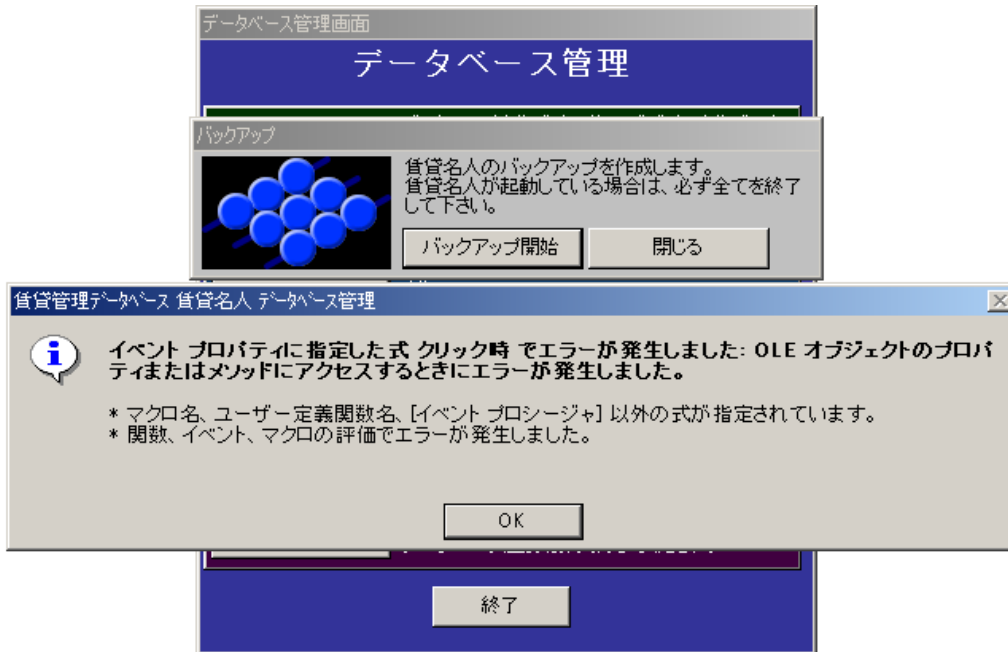 データベース管理画面
データベース管理
バックアップ
賃貸名人のバックアップを作成します。
賃貸名人が起動している場合は、必ず全てを終了
して下さい。
バックアップ開始
閉じる
賃貸管理ﾃﾞｰﾀﾍﾞｰｽ 賃貸名人 ﾃﾞｰﾀﾍﾞｰｽ管理
イベント プロパティに指定した式 クリック時 でエラーが発生しました: OLE オブジェクトのプロパ
ティまたはメソッドにアクセスするときにエラーが発生しました。
* マクロ名、ユーザー定義関数名、[イベント プロシージャ] 以外の式が指定されています。
* 関数、イベント、マクロの評価でエラーが発生しました。
OK
終了